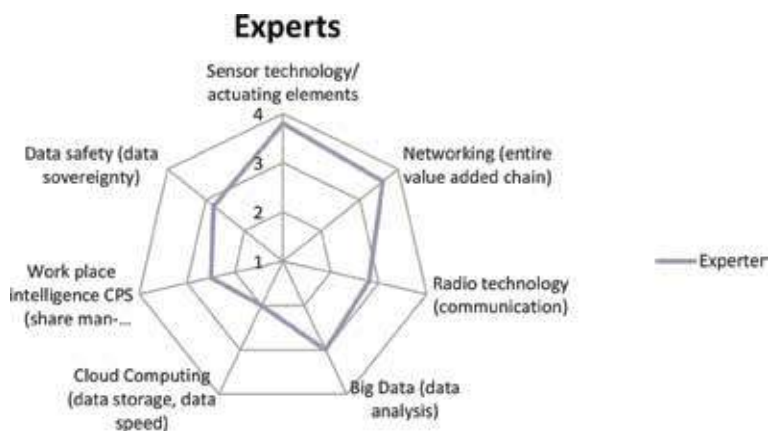 Experts
Sensor technology/
actuating elements
4
3
2
1
Networking (entire
value added chain)
Radio technology
(communication)
Big Data (data
analysis)
Cloud Computing
(data storage, data
speed)
Work place
intelligence CPS
(share man-...
Data safety (data
sovereignty)
Experten